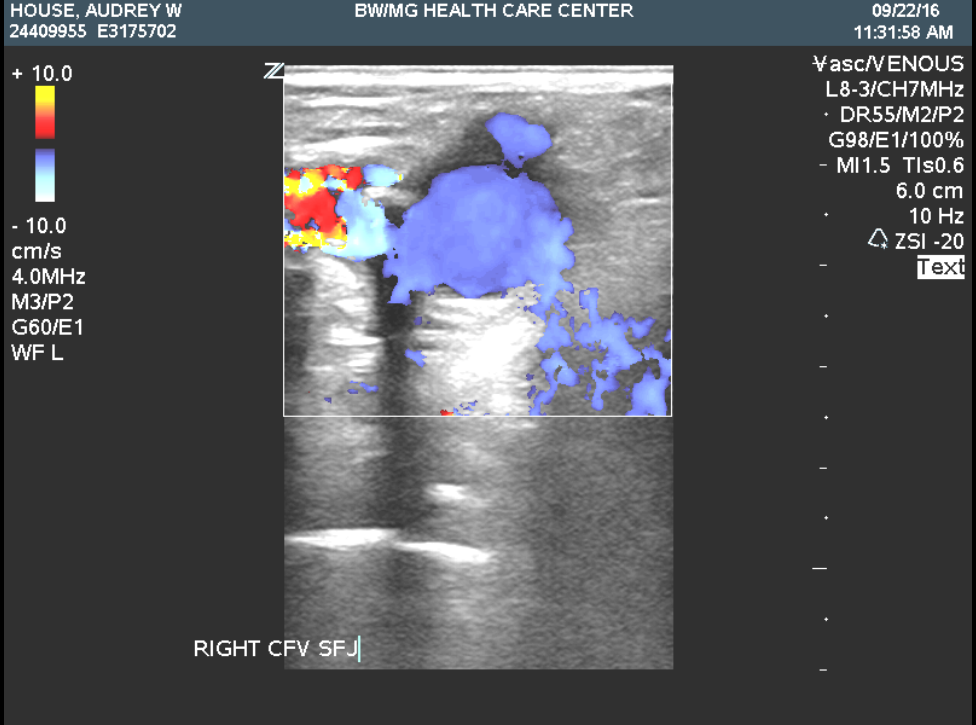 HOUSE, AUDREY W
BW/MG HEALTH CARE CENTER
09/22/16
24409955 E3175702
11:31:58 AM
+ 10.0
- 10.0
cm/s
4.0MHz
M3/P2
G60/E1
WF L
Z
Vasc/VENOUS
L8-3/CH7MHz
DR55/M2/P2
G98/E1/100%
MI1.5 TIs0.6
6.0 cm
10 Hz
ZSI -20
Text
RIGHT CFV SFJ